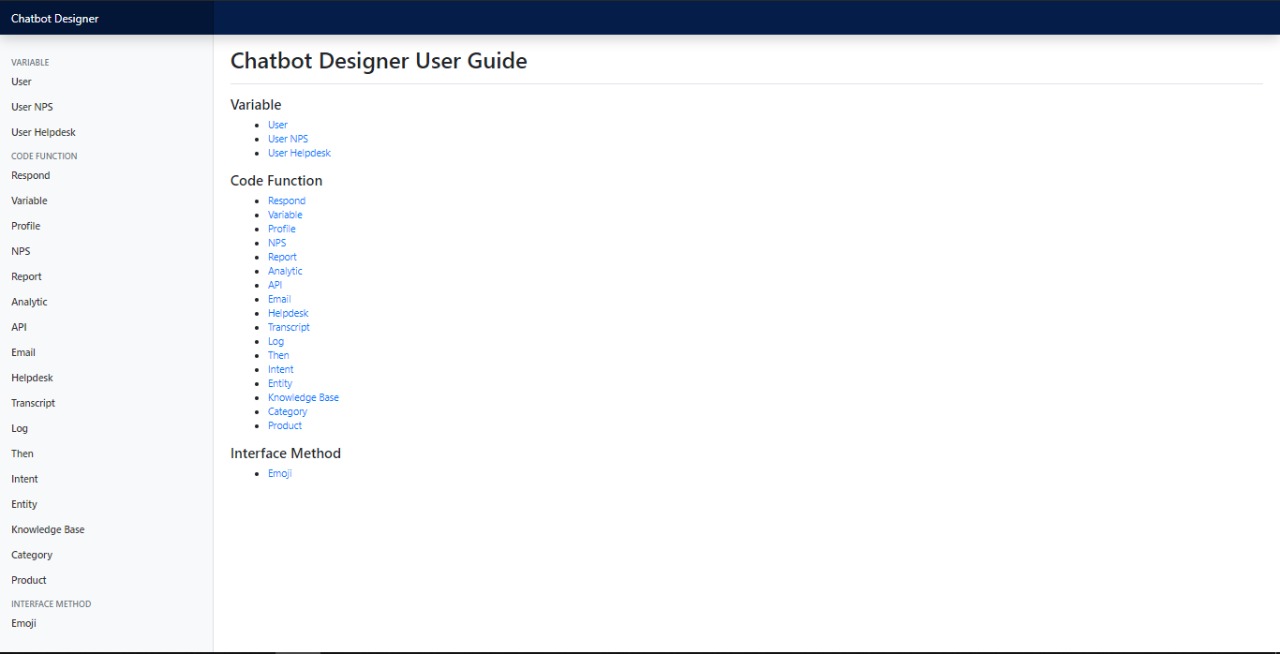 Chatbot Designer
VARIABLE
User
User NPS
User Helpdesk
CODE FUNCTION
Respond
Variable
Profile
NPS
Report
Analytic
API
Email
Helpdesk
Transcript
Log
Then
Intent
Entity
Knowledge Base
Category
Product
INTERFACE METHOD
Emoji
Chatbot Designer User Guide
Variable
User
User NPS
User Helpdesk
Code Function
Respond
Variable
Profile
NPS
Report
Analytic
API
Email
Helpdesk
Transcript
Log
Then
Intent
Entity
Knowledge Base
Category
Product
Interface Method
Emoji